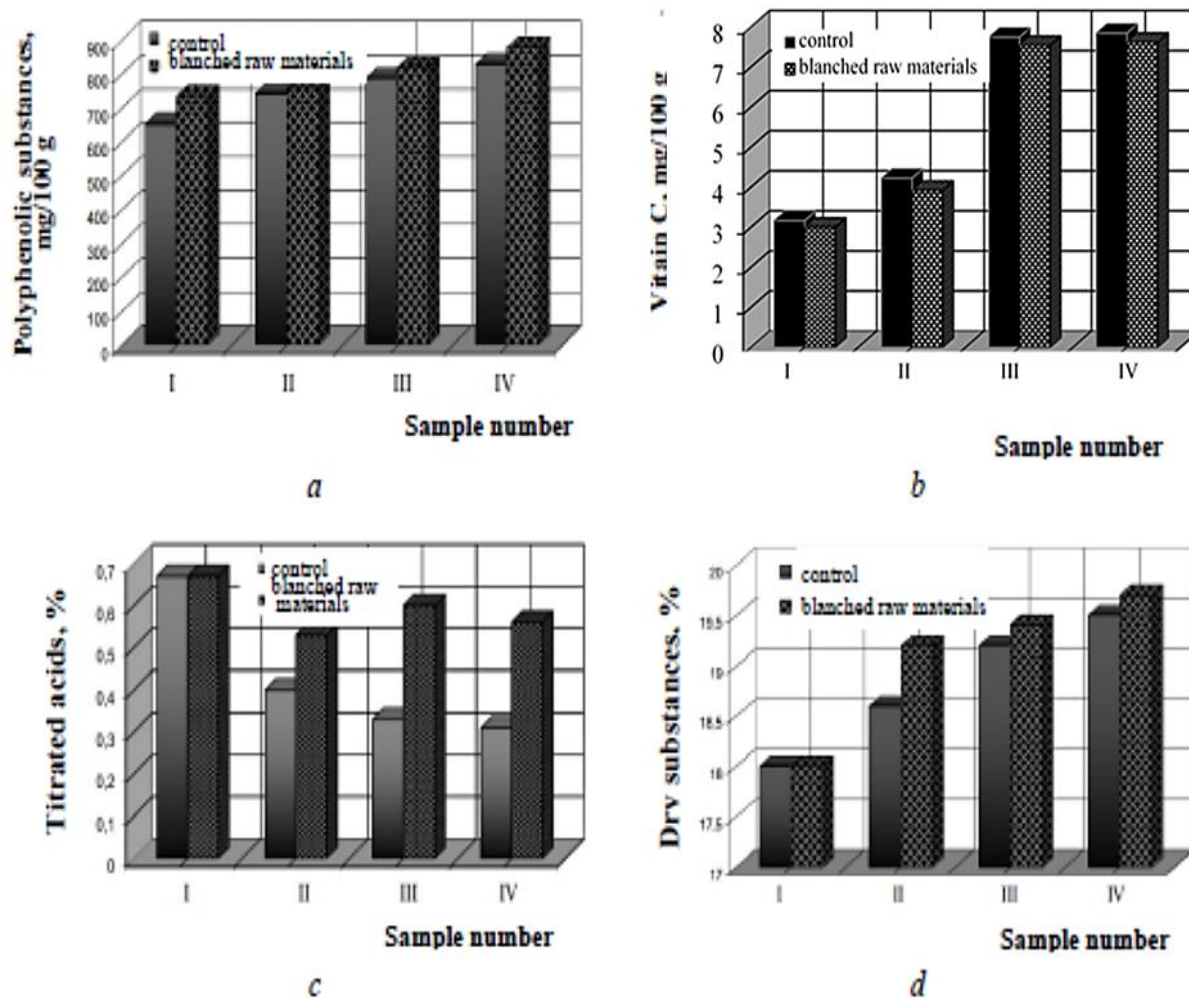 Polyphenolic substances,
mg/100 g
900
800
700
600
500
400
300
200
100
0
control
blanched raw materials
I II III IV
Sample number
a
Vitain C. mg/100 g
8
7
6
5
4
3
2
1
0
control
blanched raw materials
I II III IV
Sample number
b
Titrated acids, %
0,7
0,6
0,5
0,4
0,3
0,2
0,1
0
control
blanched raw
materials
I II III IV
Sample number
c
Drv substances, %
20
19.5
19
18.5
18
17.5
17
control
blanched raw materials
I II III IV
Sample number
d